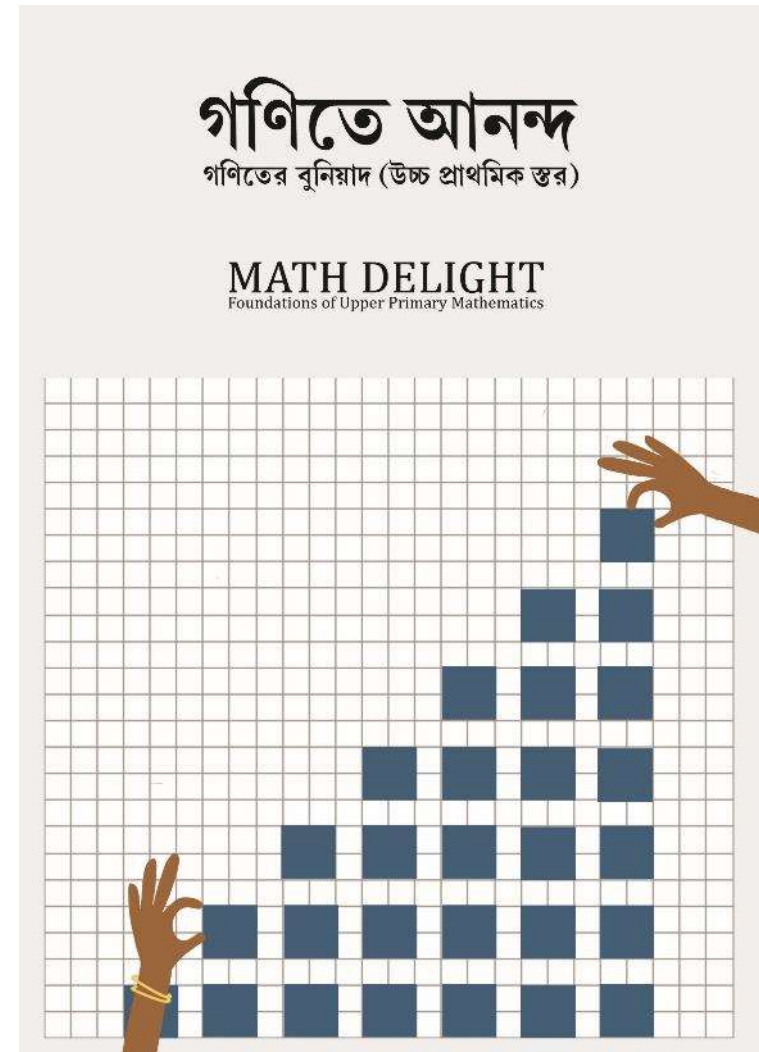 গণিতে আনন্দ
গণিতের বুনিয়াদ (উচ্চ প্রাথমিক স্তর)
MATH DELIGHT
Foundations of Upper Primary Mathematics